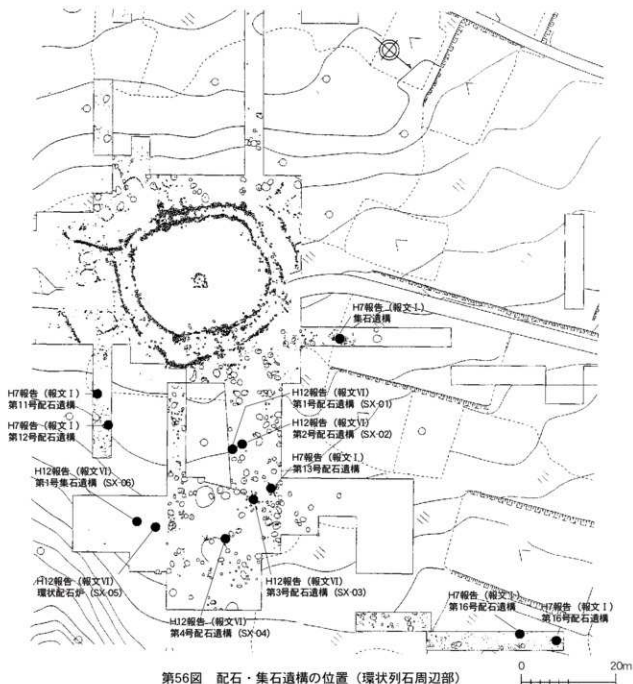 H7報告（報文Ⅰ）
集石遺構
H7報告（報文Ⅰ）
第11号配石遺構
H7報告（報文Ⅰ）
第12号配石遺構
H12報告（報文Ⅵ）
第1号配石遺構（SX-01）
H12報告（報文Ⅵ）
第2号配石遺構（SX-02）
H7報告（報文Ⅰ）
第13号配石遺構
H12報告（報文Ⅵ）
第1号集石遺構（SX-06）
H12報告（報文Ⅵ）
環状配石炉（SX-05）
H12報告（報文Ⅵ）
第4号配石遺構（SX-04）
H12報告（報文Ⅵ）
第3号配石遺構（SX-03）
H7報告（報文Ⅰ）
第16号配石遺構
H7報告（報文Ⅰ）
第16号配石遺構
0 20m
第56図 配石・集石遺構の位置（環状列石周辺部）